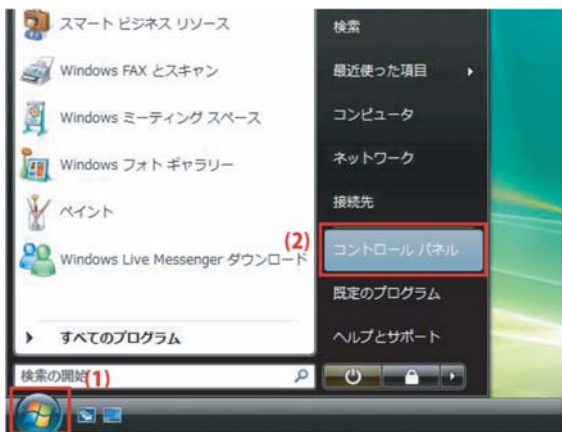 スマート ビジネス リソース
Windows FAX とスキャン
Windows ミーティング スペース
Windows フォト ギャラリー
ペイント
Windows Live Messenger ダウンロード
すべてのプログラム
検索の開始
(1)
検索
最近使った項目
コンピュータ
ネットワーク
接続先
(2)
コントロール パネル
既定のプログラム
ヘルプとサポート